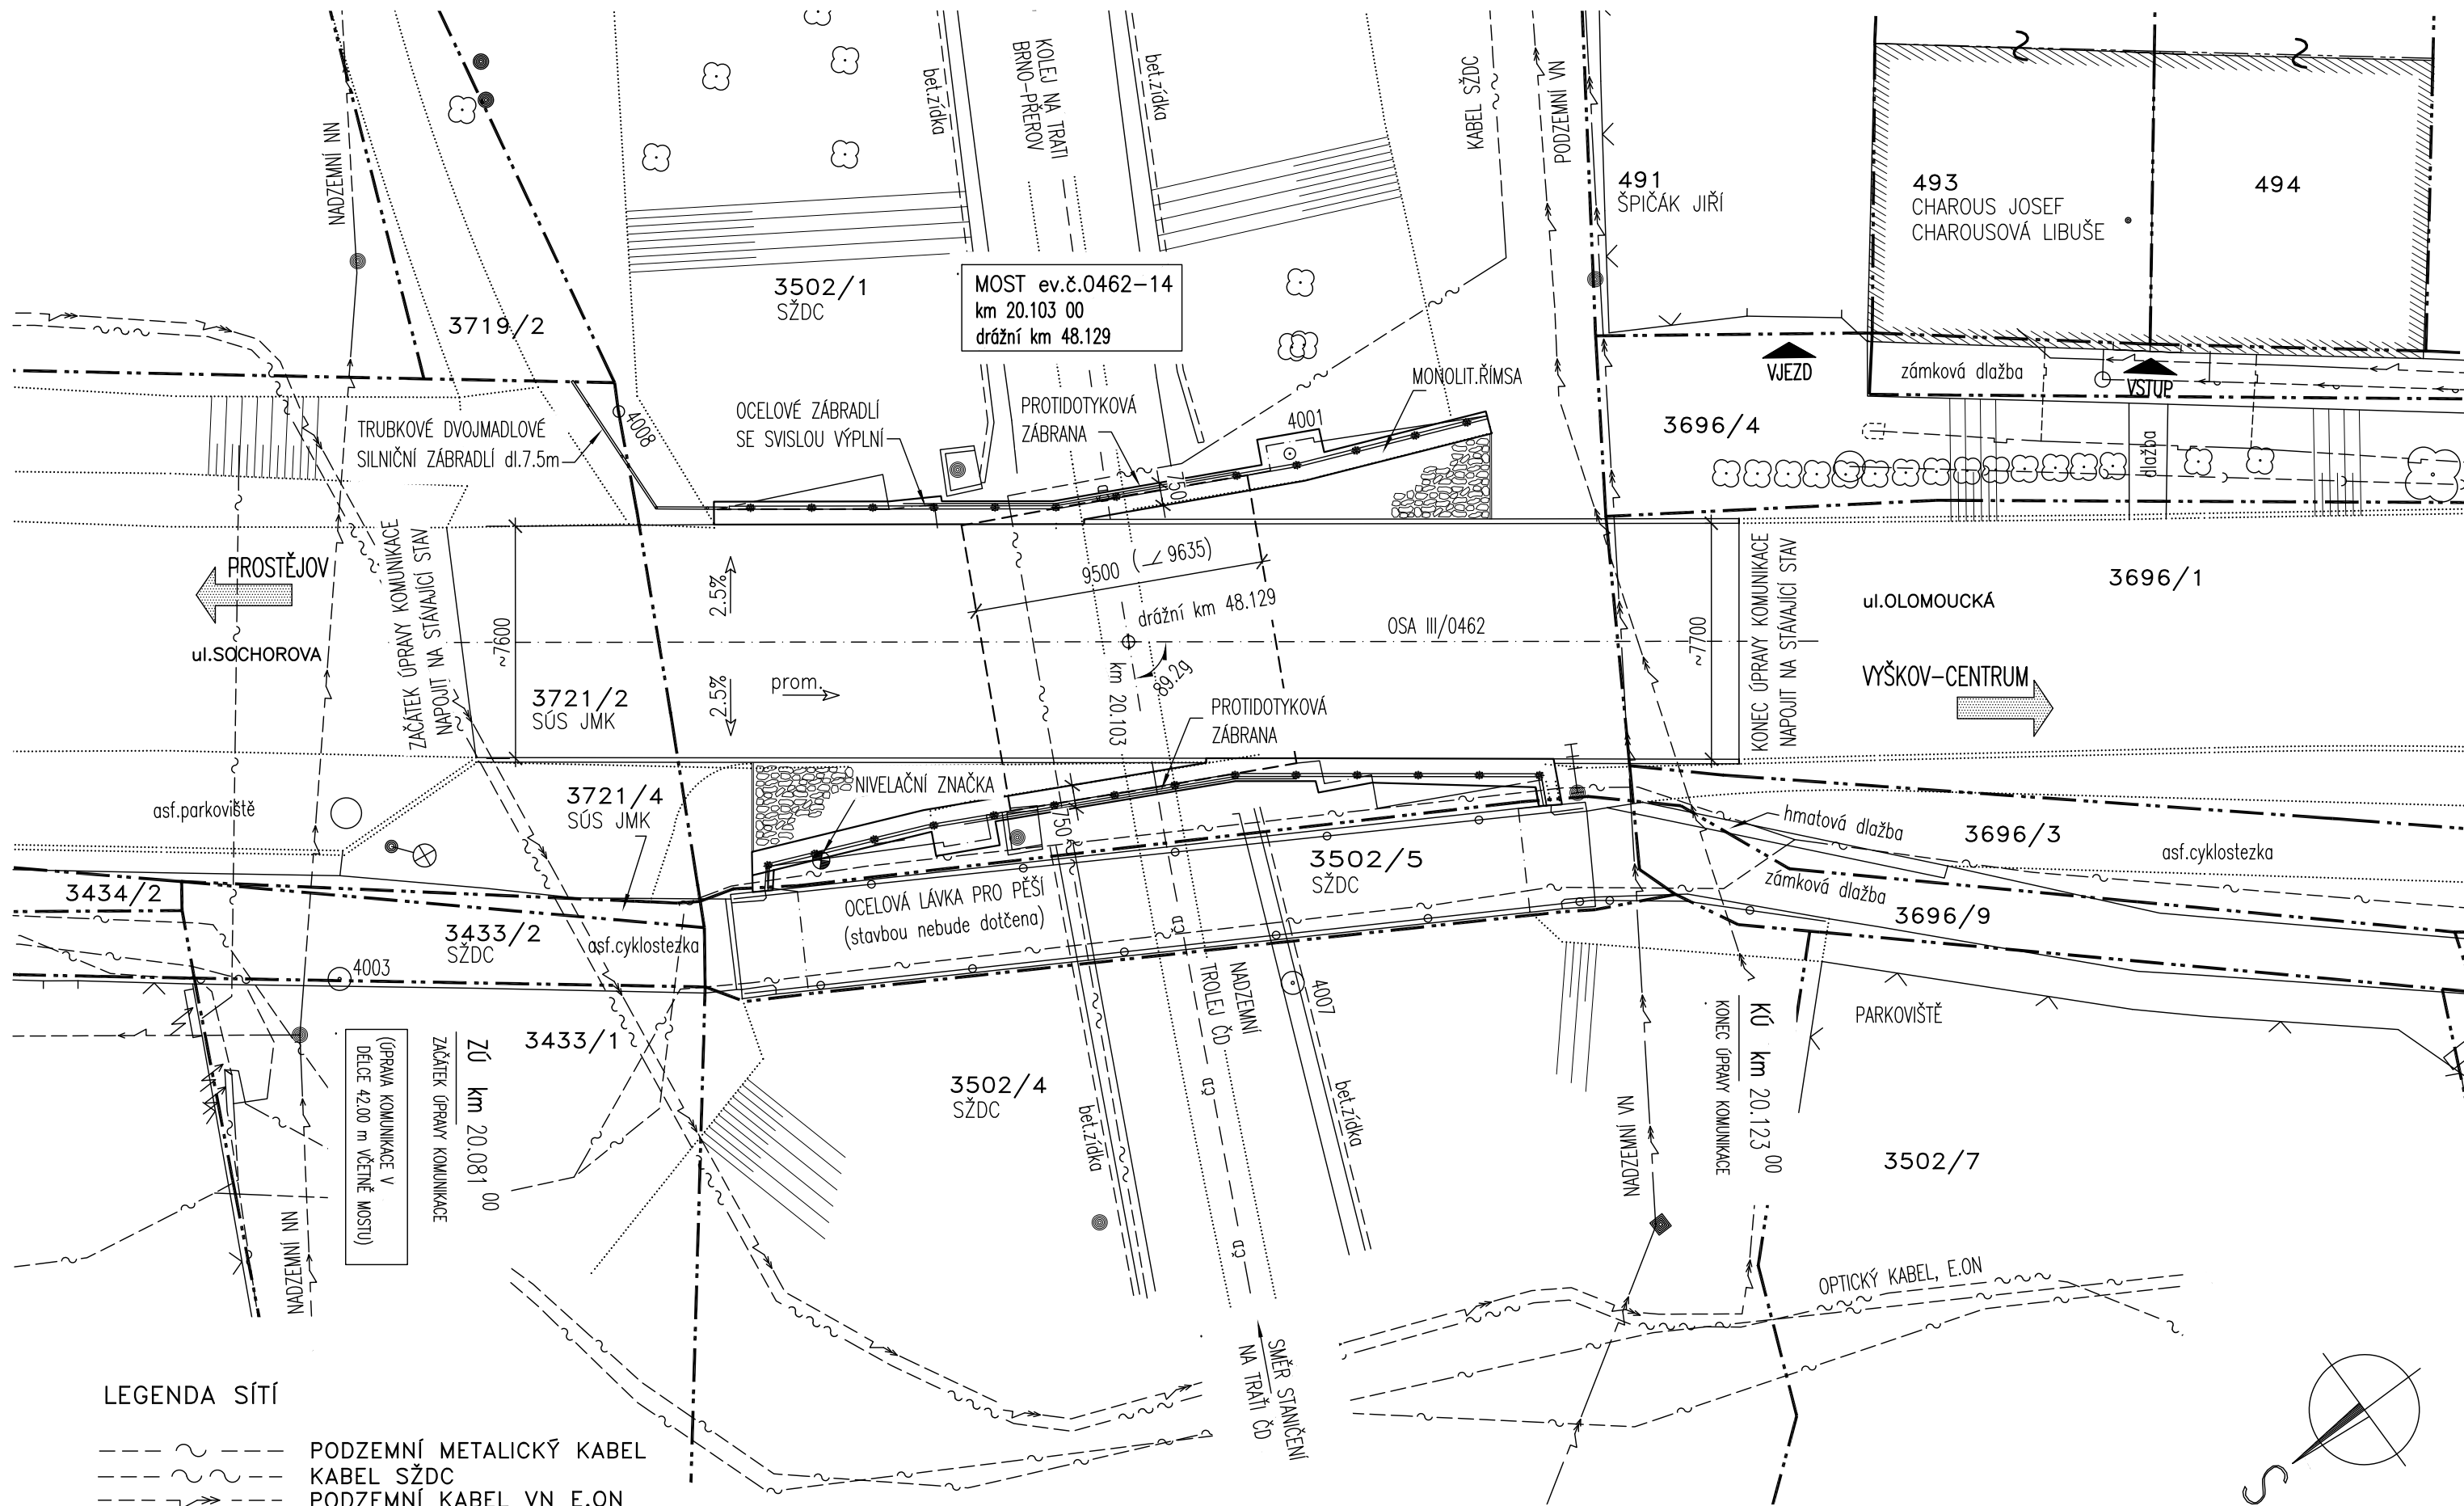 NADZEMNÍ NN
bet.zídka
KOLEJ NA TRATI
BRNO-PŘEROV
bet.zídka
KABEL SŽDC
PODZEMNÍ VN
491
ŠPIČÁK JIŘÍ
493
CHAROUS JOSEF
CHAROUSOVÁ LIBUŠE
494
3502/1
SŽDC
MOST ev.č.0462-14
km 20.103 00
drážní km 48.129
3719/2
VJEZD
zámková dlažba
VSTUP
MONOLIT.ŘÍMSA
TRUBKOVÉ DVOJMADLOVÉ
SILNIČNÍ ZÁBRADLÍ dl.7.5m
4008
OCELOVÉ ZÁBRADLÍ
SE SVISLOU VÝPLNÍ
PROTIDOTYKOVÁ
ZÁBRANA
4001
3696/4
dlažba
750
ČD
PROSTĚJOV
ul.SOCHOROVA
ZAČÁTEK ÚPRAVY KOMUNIKACE
NAPOJIT NA STÁVAJÍCÍ STAV
~7600
2.5%
2.5%
prom.
9500 (∠ 9635)
drážní km 48.129
OSA III/0462
89.2g
km 20.103
~7700
KONEC ÚPRAVY KOMUNIKACE
NAPOJIT NA STÁVAJÍCÍ STAV
3696/1
ul.OLOMOUCKÁ
VYŠKOV-CENTRUM
3721/2
SÚS JMK
PROTIDOTYKOVÁ
ZÁBRANA
NIVELAČNÍ ZNAČKA
750
asf.parkoviště
3721/4
SÚS JMK
hmatová dlažba
3696/3
asf.cyklostezka
zámková dlažba
3696/9
3502/5
SŽDC
OCELOVÁ LÁVKA PRO PĚŠÍ
(stavbou nebude dotčena)
3434/2
3433/2
SŽDC
asf.cyklostezka
4003
ČD
NADZEMNÍ
TROLEJ ČD
4007
PARKOVIŠTĚ
3433/1
(ÚPRAVA KOMUNIKACE V
DÉLCE 42.00 m VČETNĚ MOSTU)
ZÚ km 20.081 00
ZAČÁTEK ÚPRAVY KOMUNIKACE
3502/4
SŽDC
bet.zídka
ČD
bet.zídka
ČD
NADZEMNÍ VN
KÚ km 20.123 00
KONEC ÚPRAVY KOMUNIKACE
3502/7
NADZEMNÍ NN
OPTICKÝ KABEL, E.ON
SMĚR STANIČENÍ
NA TRATI ČD
S
LEGENDA SÍTÍ
PODZEMNÍ METALICKÝ KABEL
KABEL SŽDC
PODZEMNÍ KABEL VN E.ON